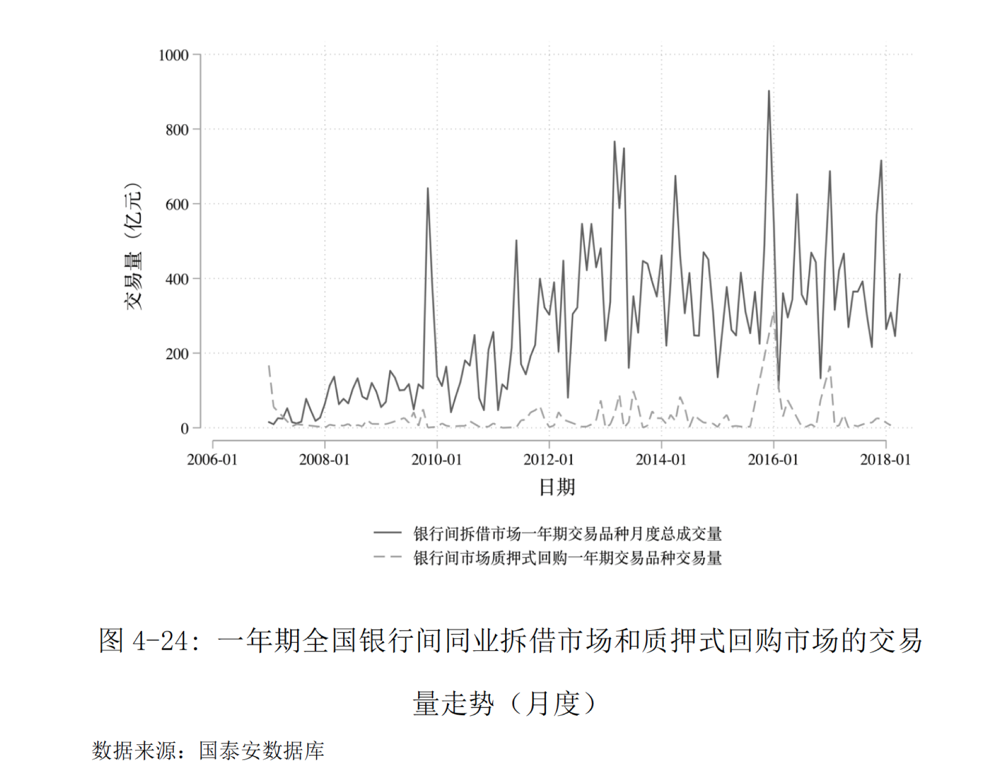 1000
800
600
400
200
0
交易量（亿元）
2006-01 2008-01 2010-01 2012-01 2014-01 2016-01 2018-01
日期
银行间拆借市场一年期交易品种月度总成交量
银行间市场质押式回购一年期交易品种交易量
图 4-24：一年期全国银行间同业拆借市场和质押式回购市场的交易
量走势（月度）
数据来源：国泰安数据库